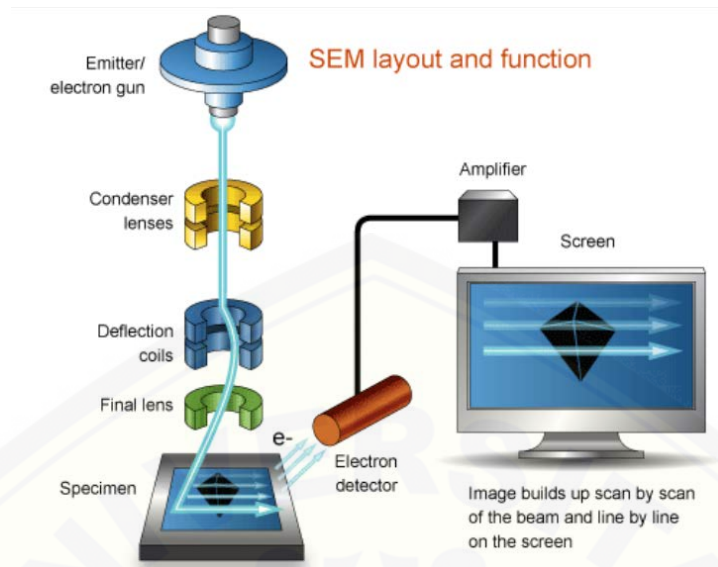 SEM layout and function
Emitter/
electron gun
Condenser
lenses
Deflection
coils
Final lens
Specimen
e-
Electron
detector
Amplifier
Screen
Image builds up scan by scan
of the beam and line by line
on the screen